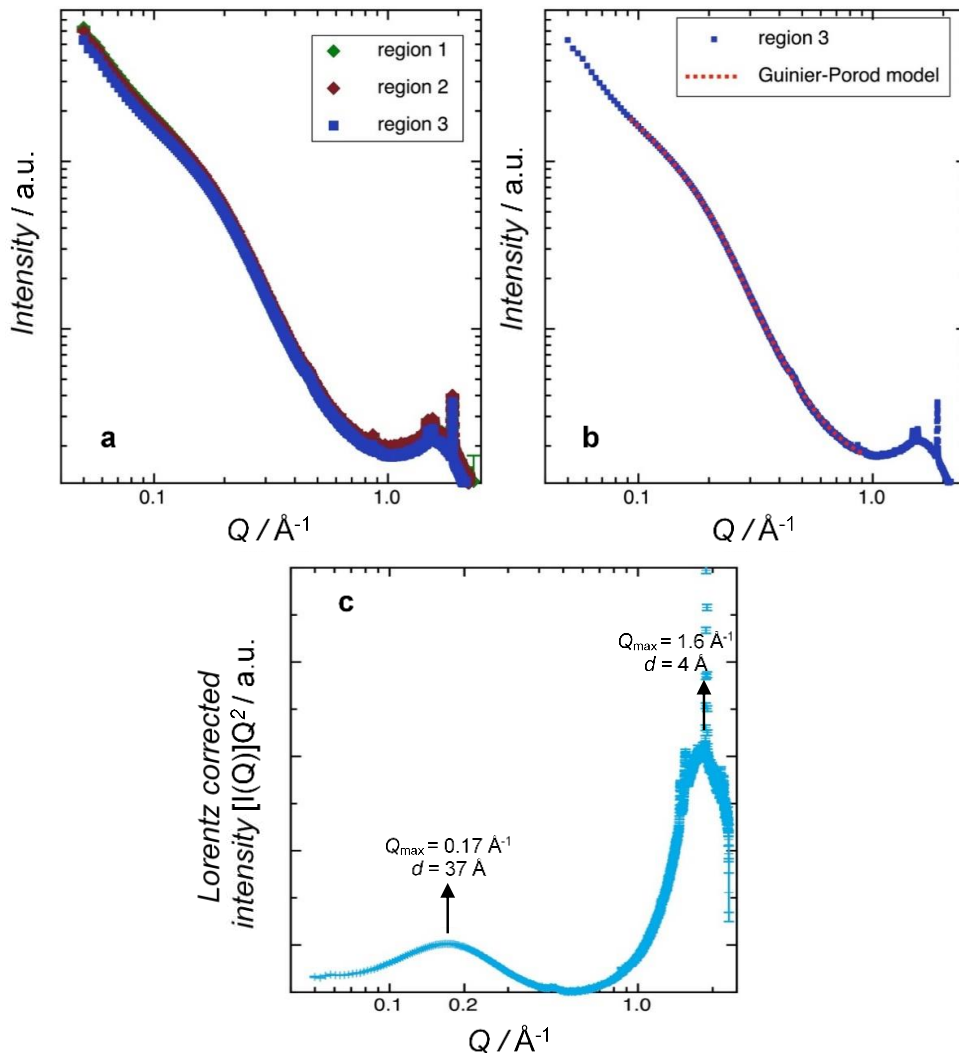 region 1
region 2
region 3
Intensity / a.u.
a
0.1
1.0
Q / Å-1
region 3
Guinier-Porod model
Intensity / a.u.
b
0.1
1.0
Q / Å-1
c
Qmax = 1.6 Å-1
d = 4 Å
Qmax = 0.17 Å-1
d = 37 Å
Lorentz corrected
intensity [I(Q)]Q2 / a.u.
0.1
0.2
1.0
Q / Å-1